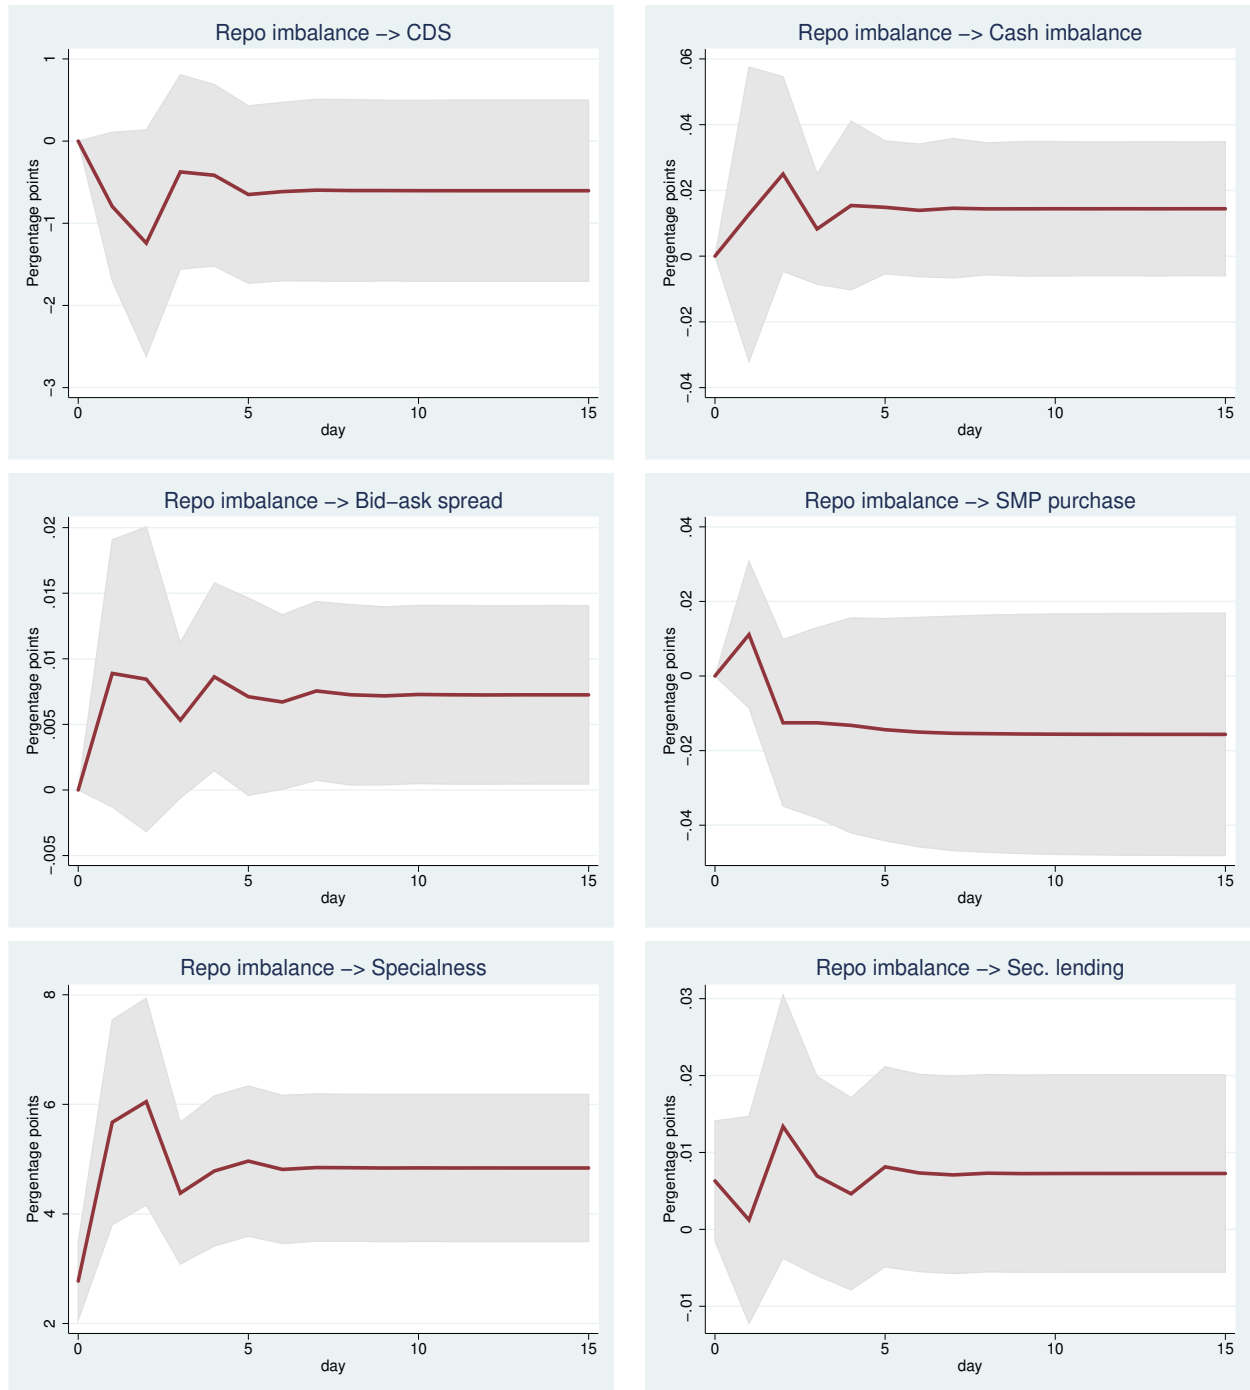 Repo imbalance −> CDS
Pergentage points
1
0
−1
−2
−3
0 5 10 15
day
Repo imbalance −> Cash imbalance
Pergentage points
.06
.04
.02
0
−.02
−.04
0 5 10 15
day
Repo imbalance −> Bid−ask spread
Pergentage points
.02
.015
.01
.005
0
−.005
0 5 10 15
day
Repo imbalance −> SMP purchase
Pergentage points
.04
.02
0
−.02
−.04
0 5 10 15
day
Repo imbalance −> Specialness
Pergentage points
8
6
4
2
0 5 10 15
day
Repo imbalance −> Sec. lending
Pergentage points
.03
.02
.01
0
−.01
0 5 10 15
day